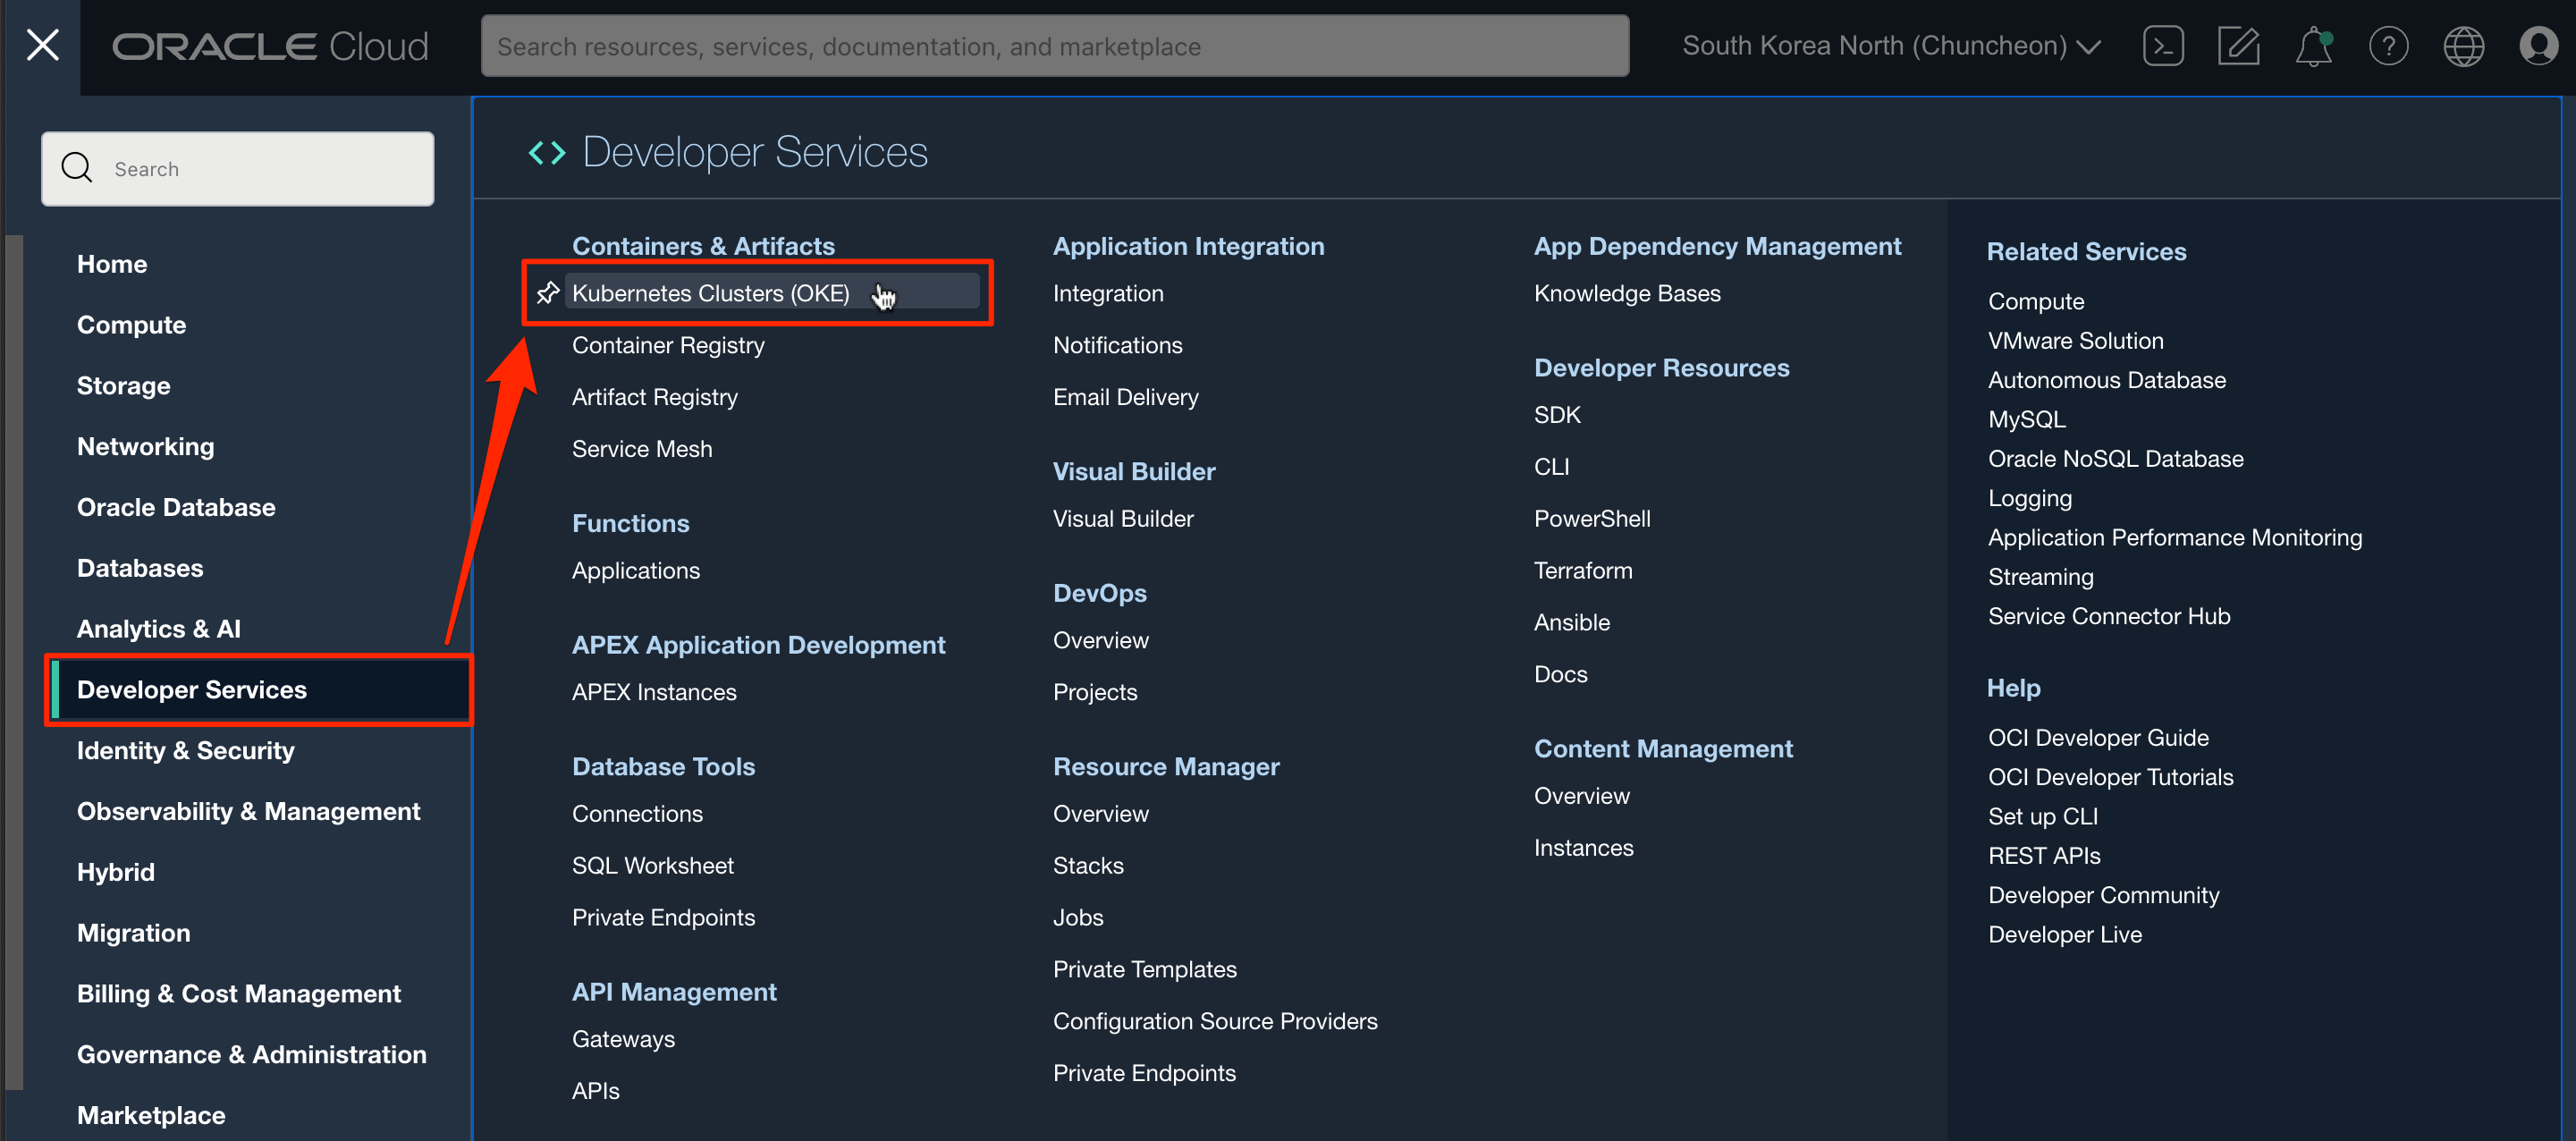 ORACLE Cloud
Search resources, services, documentation, and marketplace
South Korea North (Chuncheon)
Search
Home
Compute
Storage
Networking
Oracle Database
Databases
Analytics & AI
Developer Services
Identity & Security
Observability & Management
Hybrid
Migration
Billing & Cost Management
Governance & Administration
Marketplace
Developer Services
Containers & Artifacts
Kubernetes Clusters (OKE)
Container Registry
Artifact Registry
Service Mesh
Functions
Applications
APEX Application Development
APEX Instances
Database Tools
Connections
SQL Worksheet
Private Endpoints
API Management
Gateways
APIs
Application Integration
Integration
Notifications
Email Delivery
Visual Builder
Visual Builder
DevOps
Overview
Projects
Resource Manager
Overview
Stacks
Jobs
Private Templates
Configuration Source Providers
Private Endpoints
App Dependency Management
Knowledge Bases
Developer Resources
SDK
CLI
PowerShell
Terraform
Ansible
Docs
Content Management
Overview
Instances
Related Services
Compute
VMware Solution
Autonomous Database
MySQL
Oracle NoSQL Database
Logging
Application Performance Monitoring
Streaming
Service Connector Hub
Help
OCI Developer Guide
OCI Developer Tutorials
Set up CLI
REST APIs
Developer Community
Developer Live